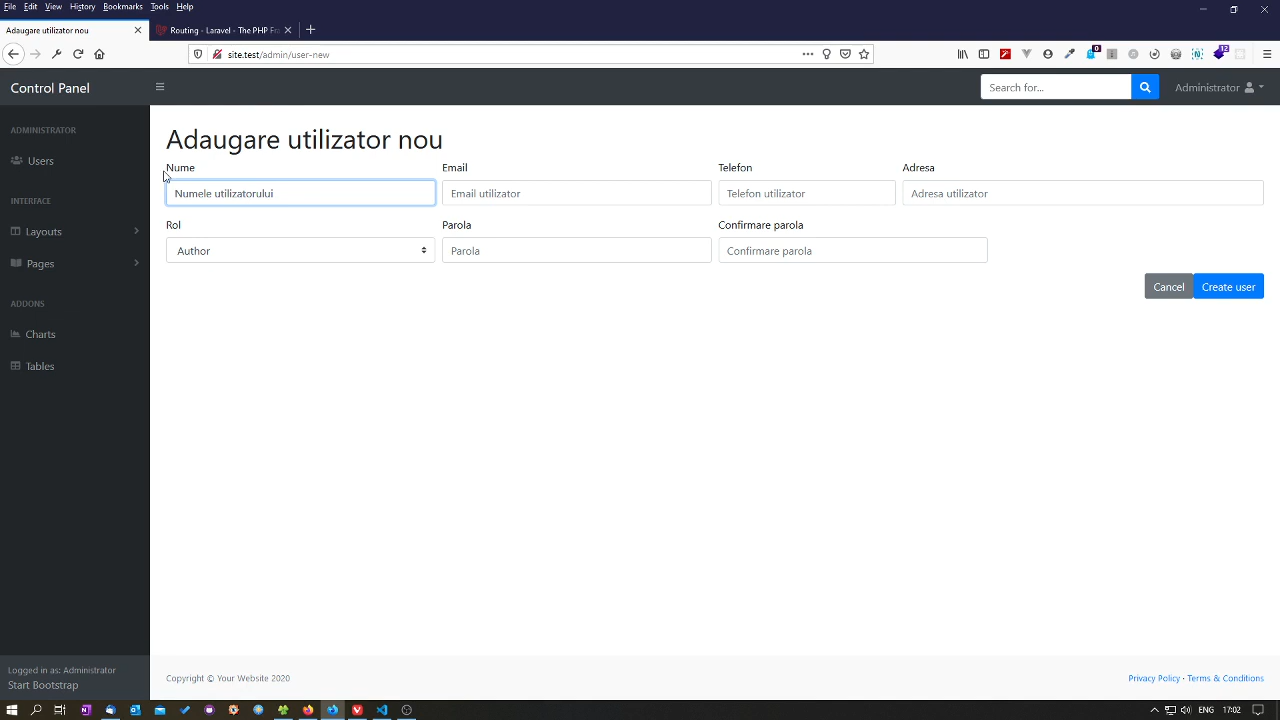 File Edit View History Bookmarks Tools Help
Adaugare utilizator nou
Routing - Laravel - The PHP Fr
site.test/admin/user-new
0
12
Control Panel
Search for...
Administrator
ADMINISTRATOR
Users
INTERFACE
Layouts
Pages
ADDONS
Charts
Tables
Logged in as: Administrator
Start Bootstrap
Adaugare utilizator nou
Nume Email Telefon Adresa
Numele utilizatorului Email utilizator Telefon utilizator Adresa utilizator
Rol Parola Confirmare parola
Author Parola Confirmare parola
Cancel Create user
Copyright © Your Website 2020
Privacy Policy · Terms & Conditions
ENG 17:02